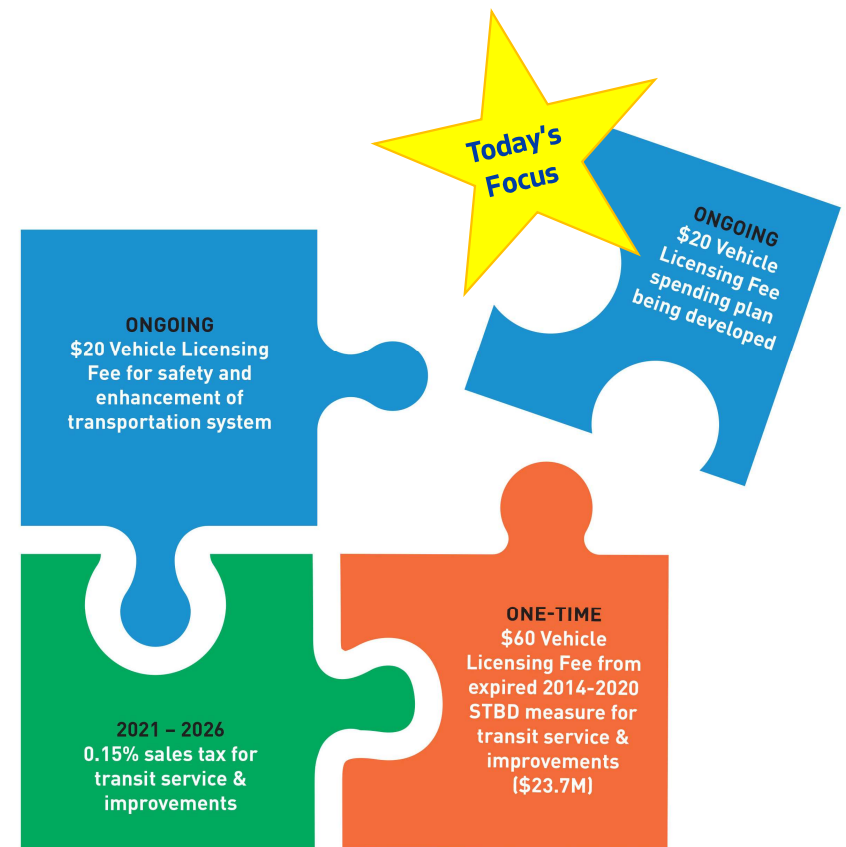 Today's
Focus
ONGOING
$20 Vehicle
Licensing Fee
spending plan
being developed
ONGOING
$20 Vehicle Licensing
Fee for safety and
enhancement of
transportation system
2021 – 2026
0.15% sales tax for
transit service &
improvements
ONE-TIME
$60 Vehicle
Licensing Fee from
expired 2014-2020
STBD measure for
transit service &
improvements
($23.7M)